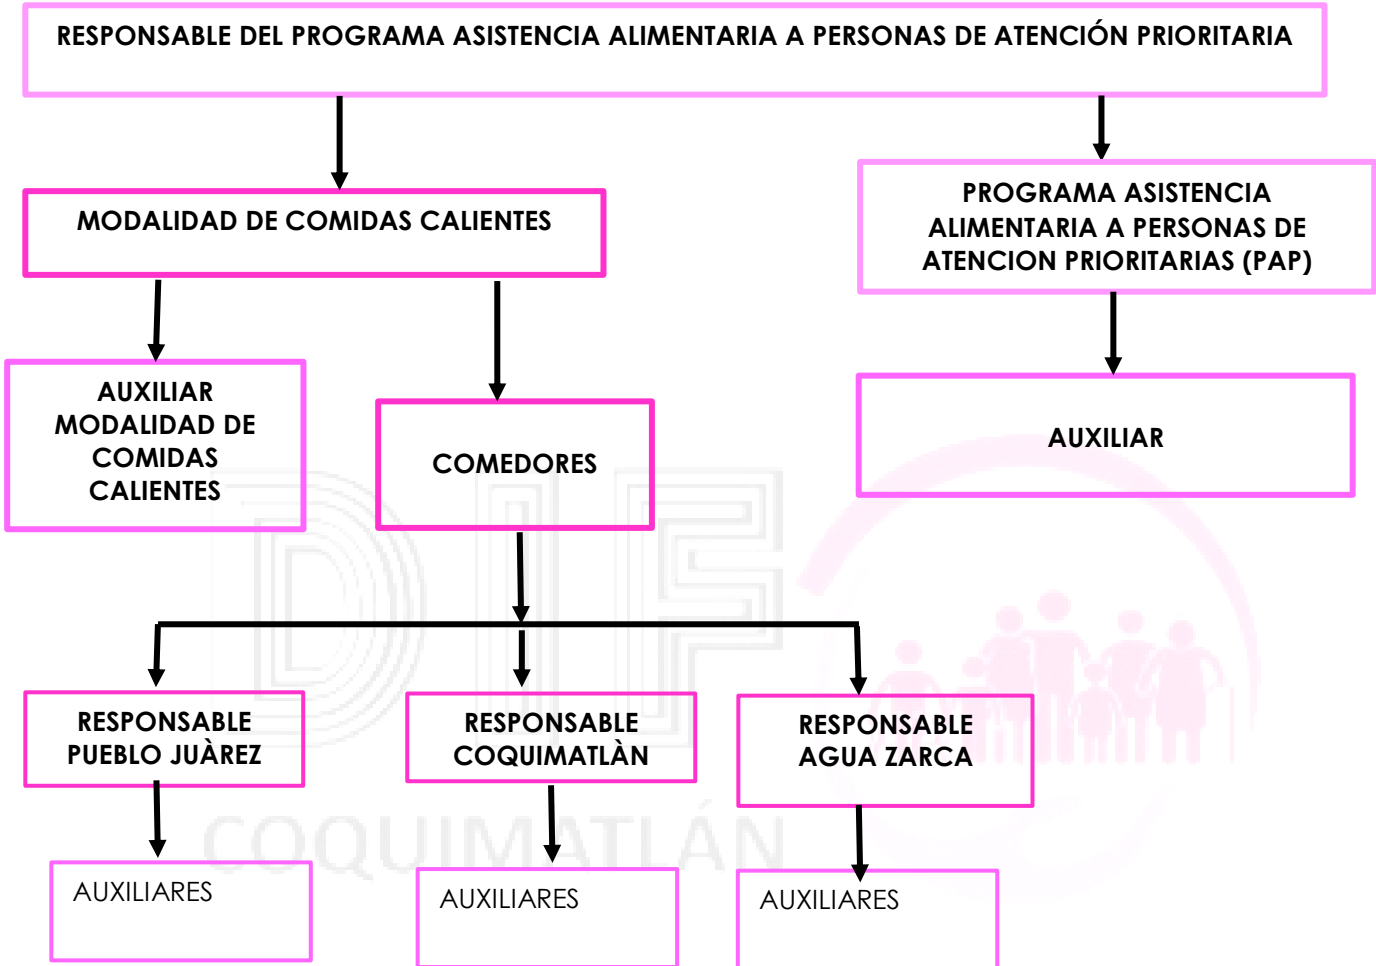 RESPONSABLE DEL PROGRAMA ASISTENCIA ALIMENTARIA A PERSONAS DE ATENCIÓN PRIORITARIA
MODALIDAD DE COMIDAS CALIENTES
PROGRAMA ASISTENCIA
ALIMENTARIA A PERSONAS DE
ATENCION PRIORITARIAS (PAP)
AUXILIAR
MODALIDAD DE
COMIDAS
CALIENTES
COMEDORES
AUXILIAR
DIF
RESPONSABLE
PUEBLO JUÀREZ
RESPONSABLE
COQUIMATLÀN
RESPONSABLE
AGUA ZARCA
COQUIMATLÁN
AUXILIARES
AUXILIARES
AUXILIARES